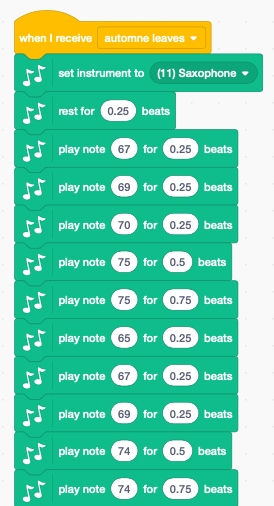 when I receive automne leaves
set instrument to (11) Saxophone
rest for 0.25 beats
play note 67 for 0.25 beats
play note 69 for 0.25 beats
play note 70 for 0.25 beats
play note 75 for 0.5 beats
play note 75 for 0.75 beats
play note 65 for 0.25 beats
play note 67 for 0.25 beats
play note 69 for 0.25 beats
play note 74 for 0.5 beats
play note 74 for 0.75 beats